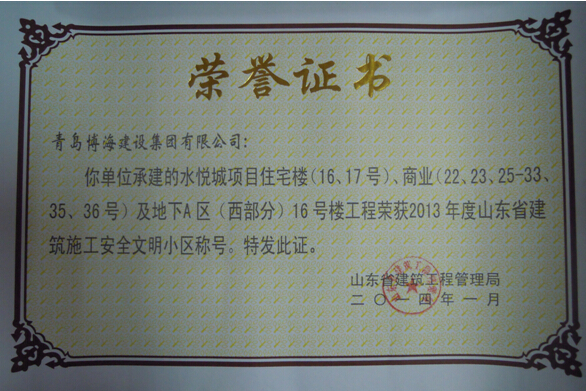 荣誉证书
青岛博海建设集团有限公司：
你单位承建的水悦城项目住宅楼（16、17号）、商业（22、23、25-33、
35、36号）及地下A区（西部分）16号楼工程荣获2013年度山东省建
筑施工安全文明小区称号。特发此证。
山东省建筑工程管理局
二〇一四年一月